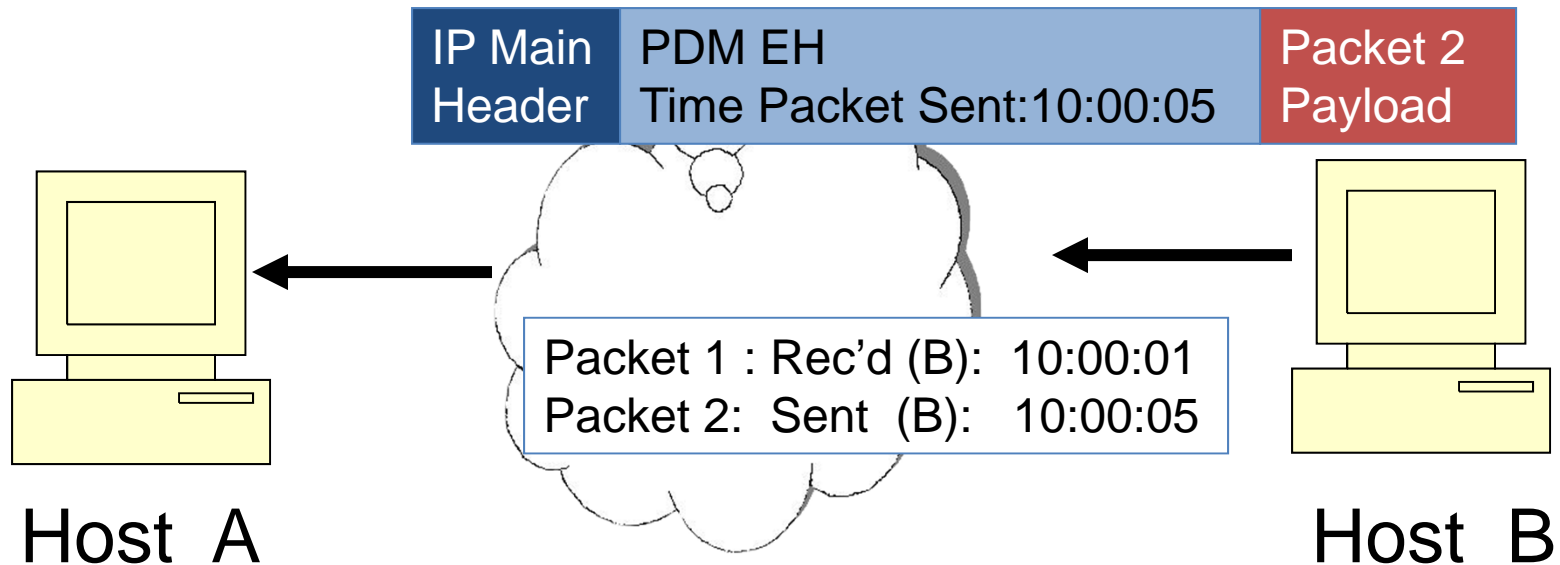 IP Main
Header
PDM EH
Time Packet Sent:10:00:05
Packet 2
Payload
Packet 1 : Rec’d (B): 10:00:01
Packet 2: Sent (B): 10:00:05
Host A
Host B